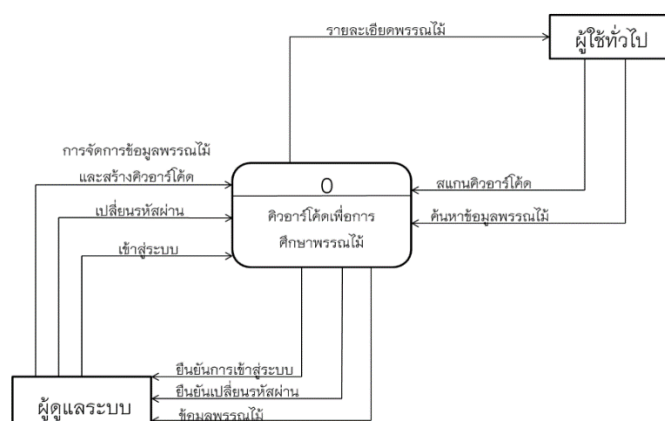 รายละเอียดพรรณไม้
ผู้ใช้ทั่วไป
การจัดการข้อมูลพรรณไม้
และสร้างคิวอาร์โค้ด
0
สแกนคิวอาร์โค้ด
เปลี่ยนรหัสผ่าน
คิวอาร์โค้ดเพื่อการ
ศึกษาพรรณไม้
ค้นหาข้อมูลพรรณไม้
เข้าสู่ระบบ
ยืนยันการเข้าสู่ระบบ
ยืนยันเปลี่ยนรหัสผ่าน
ผู้ดูแลระบบ
ข้อมูลพรรณไม้